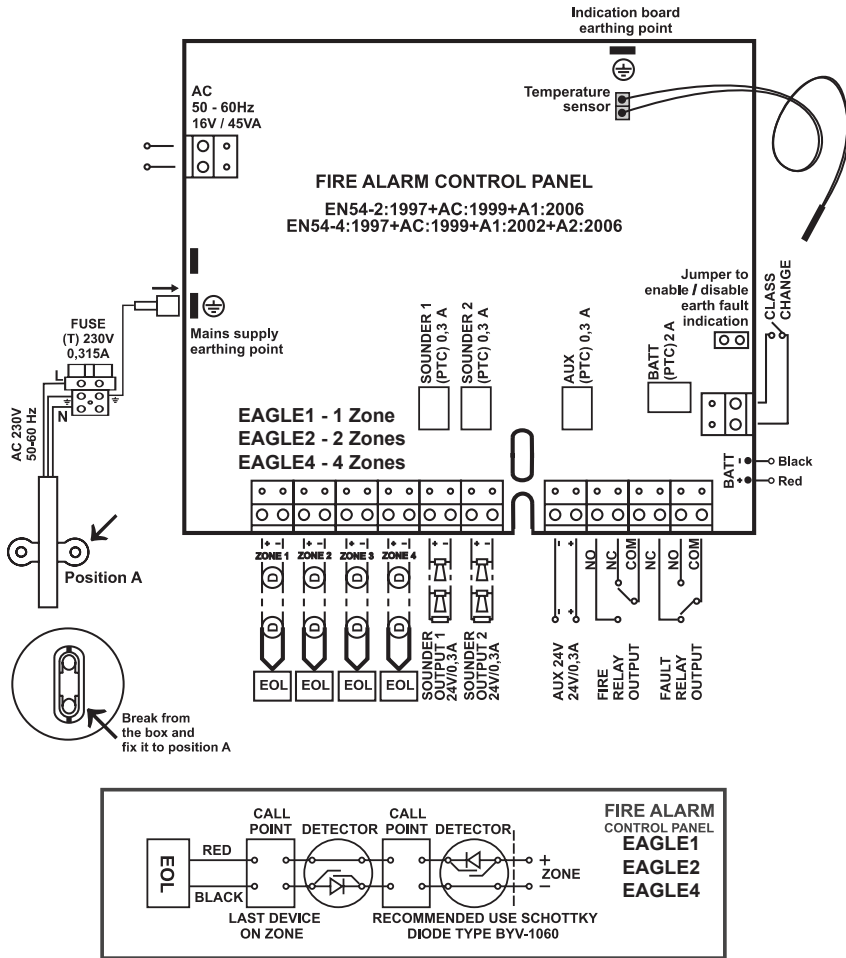 Indication board
earthing point
AC
50 - 60Hz
16V / 45VA
Temperature
sensor
FIRE ALARM CONTROL PANEL
EN54-2:1997+AC:1999+A1:2006
EN54-4:1997+AC:1999+A1:2002+A2:2006
Jumper to
enable / disable
earth fault
indication
CLASS
CHANGE
FUSE
(T) 230V
0,315A
Mains supply
earthing point
SOUNDER 1
(PTC) 0,3 A
SOUNDER 2
(PTC) 0,3 A
AUX
(PTC) 0,3 A
BATT
(PTC)2 A
L
N
AC 230V
50-60 Hz
EAGLE1 - 1 Zone
EAGLE2 - 2 Zones
EAGLE4 - 4 Zones
BATT
- Black
+ Red
Position A
+ - + - + - + - + - + -
ZONE 1 ZONE 2 ZONE 3 ZONE 4
D D D D
D D D D
EOL EOL EOL EOL
SOUNDER
OUTPUT 1
24V/0,3A
SOUNDER
OUTPUT 2
24V/0,3A
- +
- +
AUX 24V
24V/0,3A
NO
NC
COM
FIRE
RELAY
OUTPUT
NC
NO
COM
FAULT
RELAY
OUTPUT
Break from
the box and
fix it to position A
EOL
RED
BLACK
CALL
POINT
DETECTOR
CALL
POINT
DETECTOR
+
ZONE
-
LAST DEVICE
ON ZONE
RECOMMENDED USE SCHOTTKY
DIODE TYPE BYV-1060
FIRE ALARM
CONTROL PANEL
EAGLE1
EAGLE2
EAGLE4